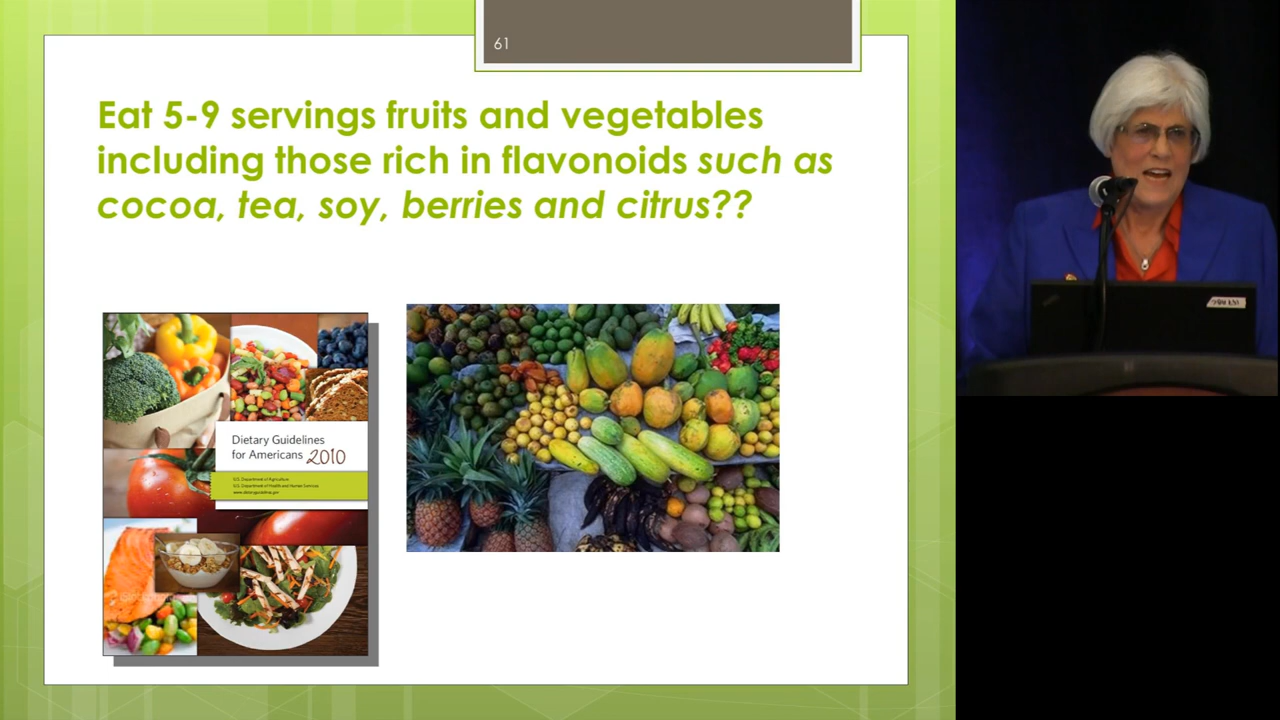 61
Eat 5-9 servings fruits and vegetables
including those rich in flavonoids such as
cocoa, tea, soy, berries and citrus??
Dietary Guidelines
for Americans 2010
U.S. Department of Agriculture
U.S. Department of Health and Human Services
www.dietaryguidelines.gov